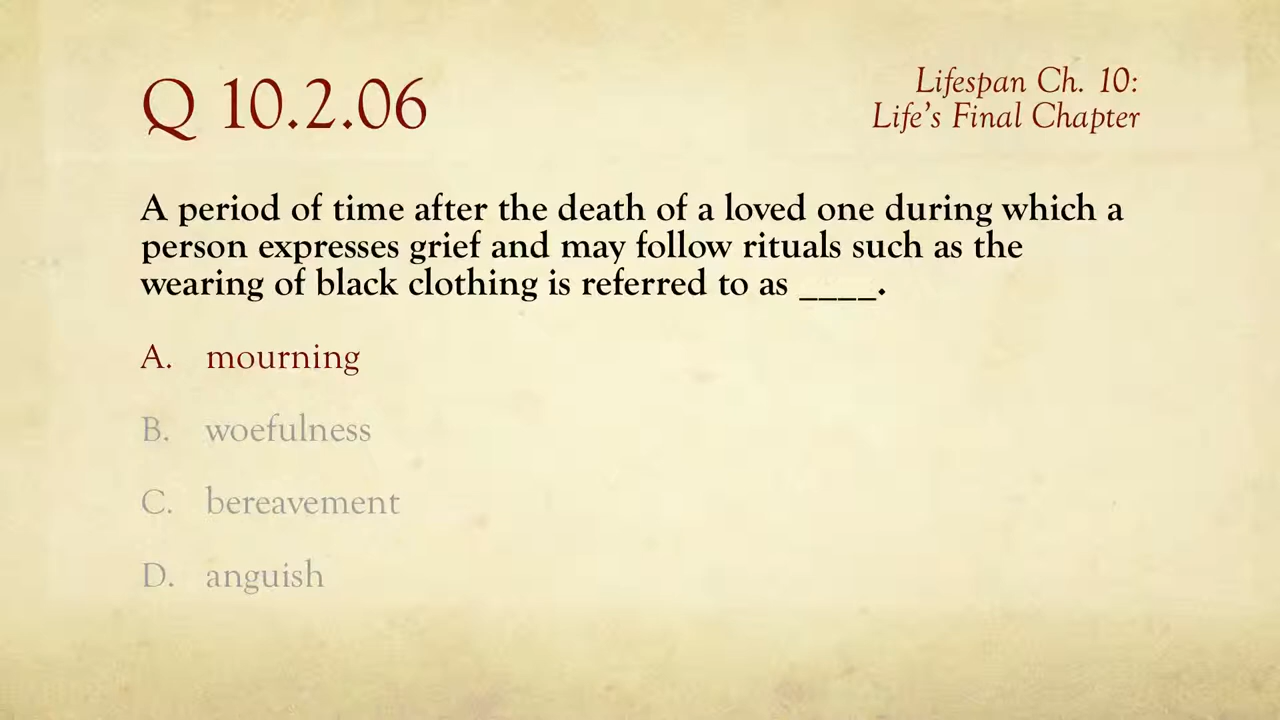 Q 10.2.06
Lifespan Ch. 10:
Life's Final Chapter
A period of time after the death of a loved one during which a
person expresses grief and may follow rituals such as the
wearing of black clothing is referred to as ____.
A. mourning
B. woefulness
C. bereavement
D. anguish